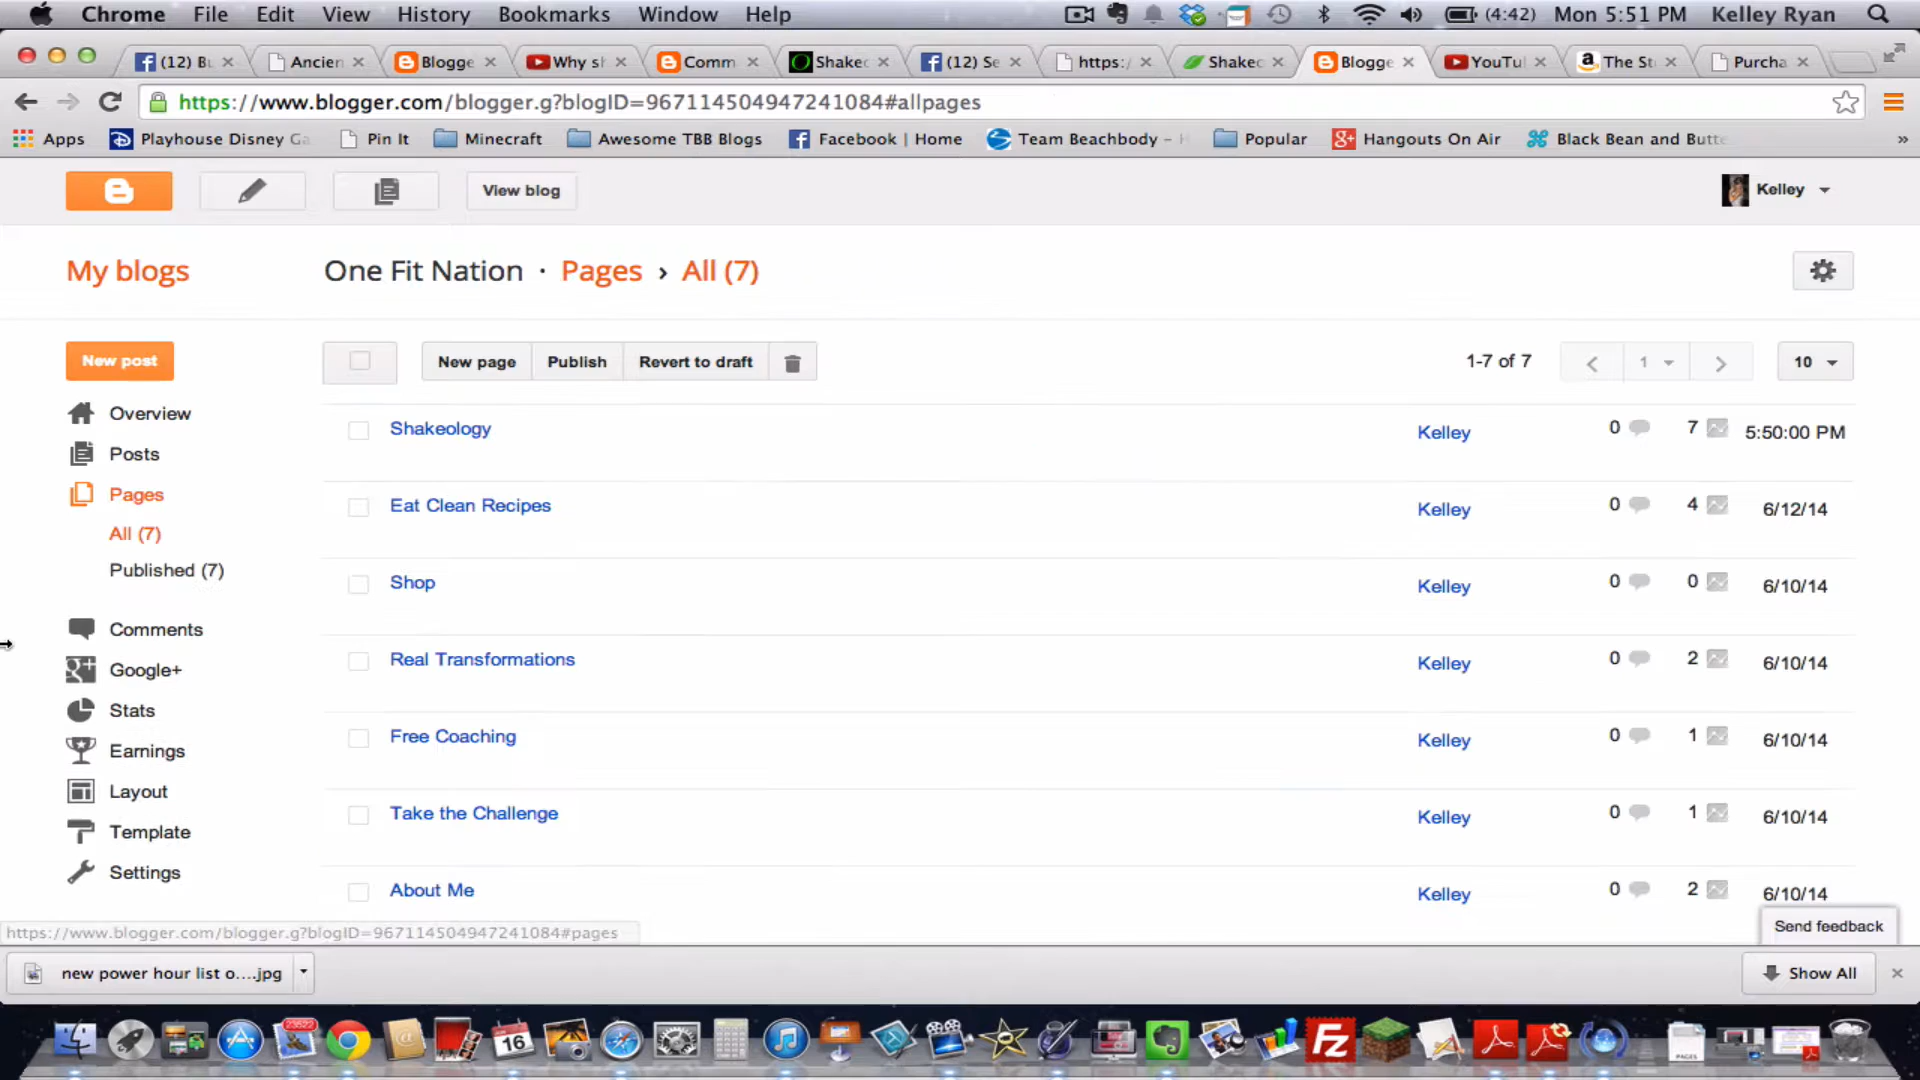 Chrome File Edit View History Bookmarks Window Help (4:42) Mon 5:51 PM Kelley Ryan
(12) Bu Ancien Blogge Why sh Comm Shakeo (12) Se https:/ Shakeo Blogge YouTu The St Purcha
https://www.blogger.com/blogger.g?blogID=967114504947241084#allpages
Apps Playhouse Disney Ga Pin It Minecraft Awesome TBB Blogs Facebook | Home Team Beachbody – H Popular Hangouts On Air Black Bean and Butte »
View blog Kelley
My blogs One Fit Nation · Pages › All (7)
New post New page Publish Revert to draft 1-7 of 7 1 10
Overview
Posts
Pages
All (7)
Published (7)
Comments
Google+
Stats
Earnings
Layout
Template
Settings
Shakeology Kelley 0 7 5:50:00 PM
Eat Clean Recipes Kelley 0 4 6/12/14
Shop Kelley 0 0 6/10/14
Real Transformations Kelley 0 2 6/10/14
Free Coaching Kelley 0 1 6/10/14
Take the Challenge Kelley 0 1 6/10/14
About Me Kelley 0 2 6/10/14
Send feedback
https://www.blogger.com/blogger.g?blogID=967114504947241084#pages
new power hour list o....jpg Show All
23522
16
FZ
PAGES